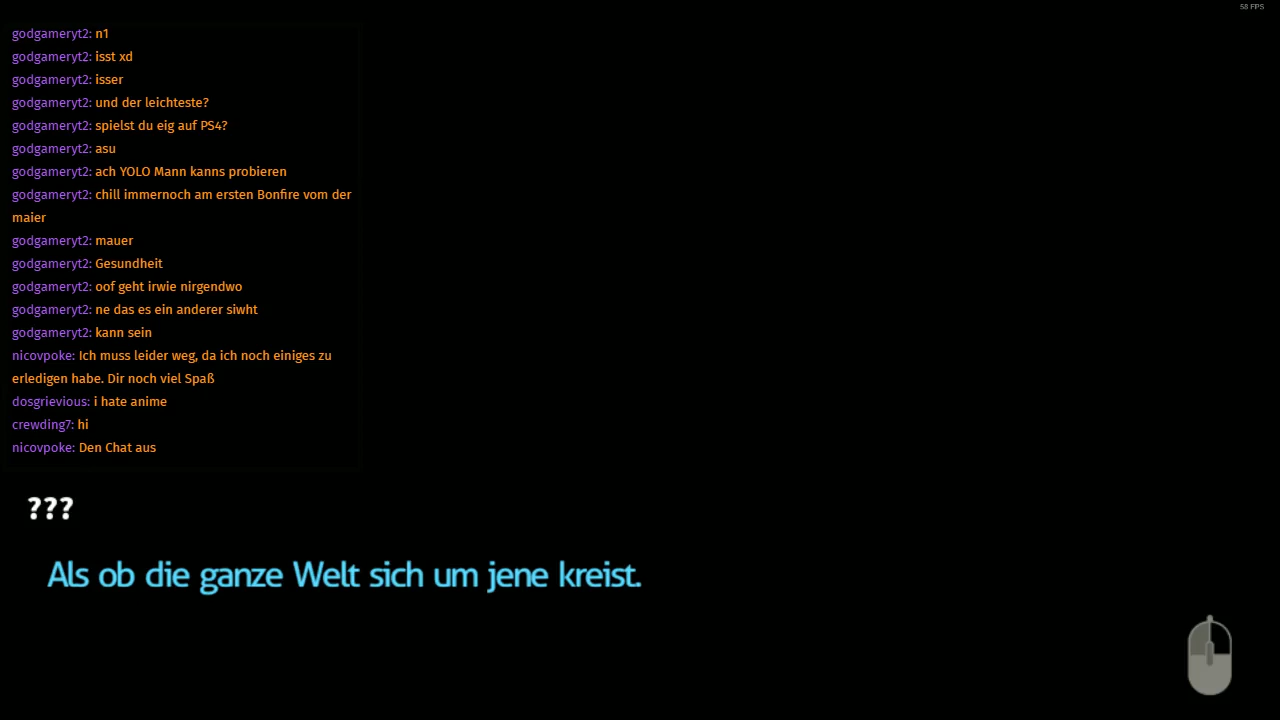 58 FPS
godgameryt2: n1
godgameryt2: isst xd
godgameryt2: isser
godgameryt2: und der leichteste?
godgameryt2: spielst du eig auf PS4?
godgameryt2: asu
godgameryt2: ach YOLO Mann kanns probieren
godgameryt2: chill immernoch am ersten Bonfire vom der
maier
godgameryt2: mauer
godgameryt2: Gesundheit
godgameryt2: oof geht irwie nirgendwo
godgameryt2: ne das es ein anderer siwht
godgameryt2: kann sein
nicovpoke: Ich muss leider weg, da ich noch einiges zu
erledigen habe. Dir noch viel Spaß
dosgrievious: i hate anime
crewding7: hi
nicovpoke: Den Chat aus
???
Als ob die ganze Welt sich um jene kreist.